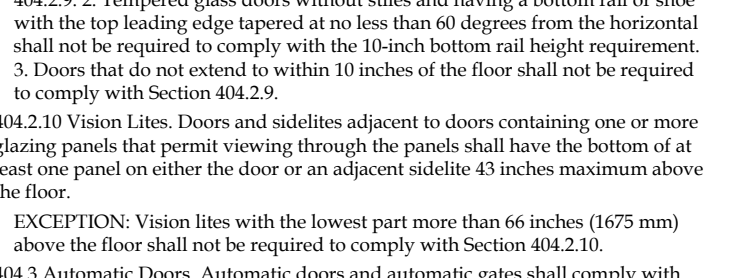 404.2.9. 2. Tempered glass doors without stiles and having a bottom rail or shoe
with the top leading edge tapered at no less than 60 degrees from the horizontal
shall not be required to comply with the 10-inch bottom rail height requirement.
3. Doors that do not extend to within 10 inches of the floor shall not be required
to comply with Section 404.2.9.
404.2.10 Vision Lites. Doors and sidelites adjacent to doors containing one or more
glazing panels that permit viewing through the panels shall have the bottom of at
least one panel on either the door or an adjacent sidelite 43 inches maximum above
the floor.
EXCEPTION: Vision lites with the lowest part more than 66 inches (1675 mm)
above the floor shall not be required to comply with Section 404.2.10.
404.3 Automatic Doors. Automatic doors and automatic gates shall comply with